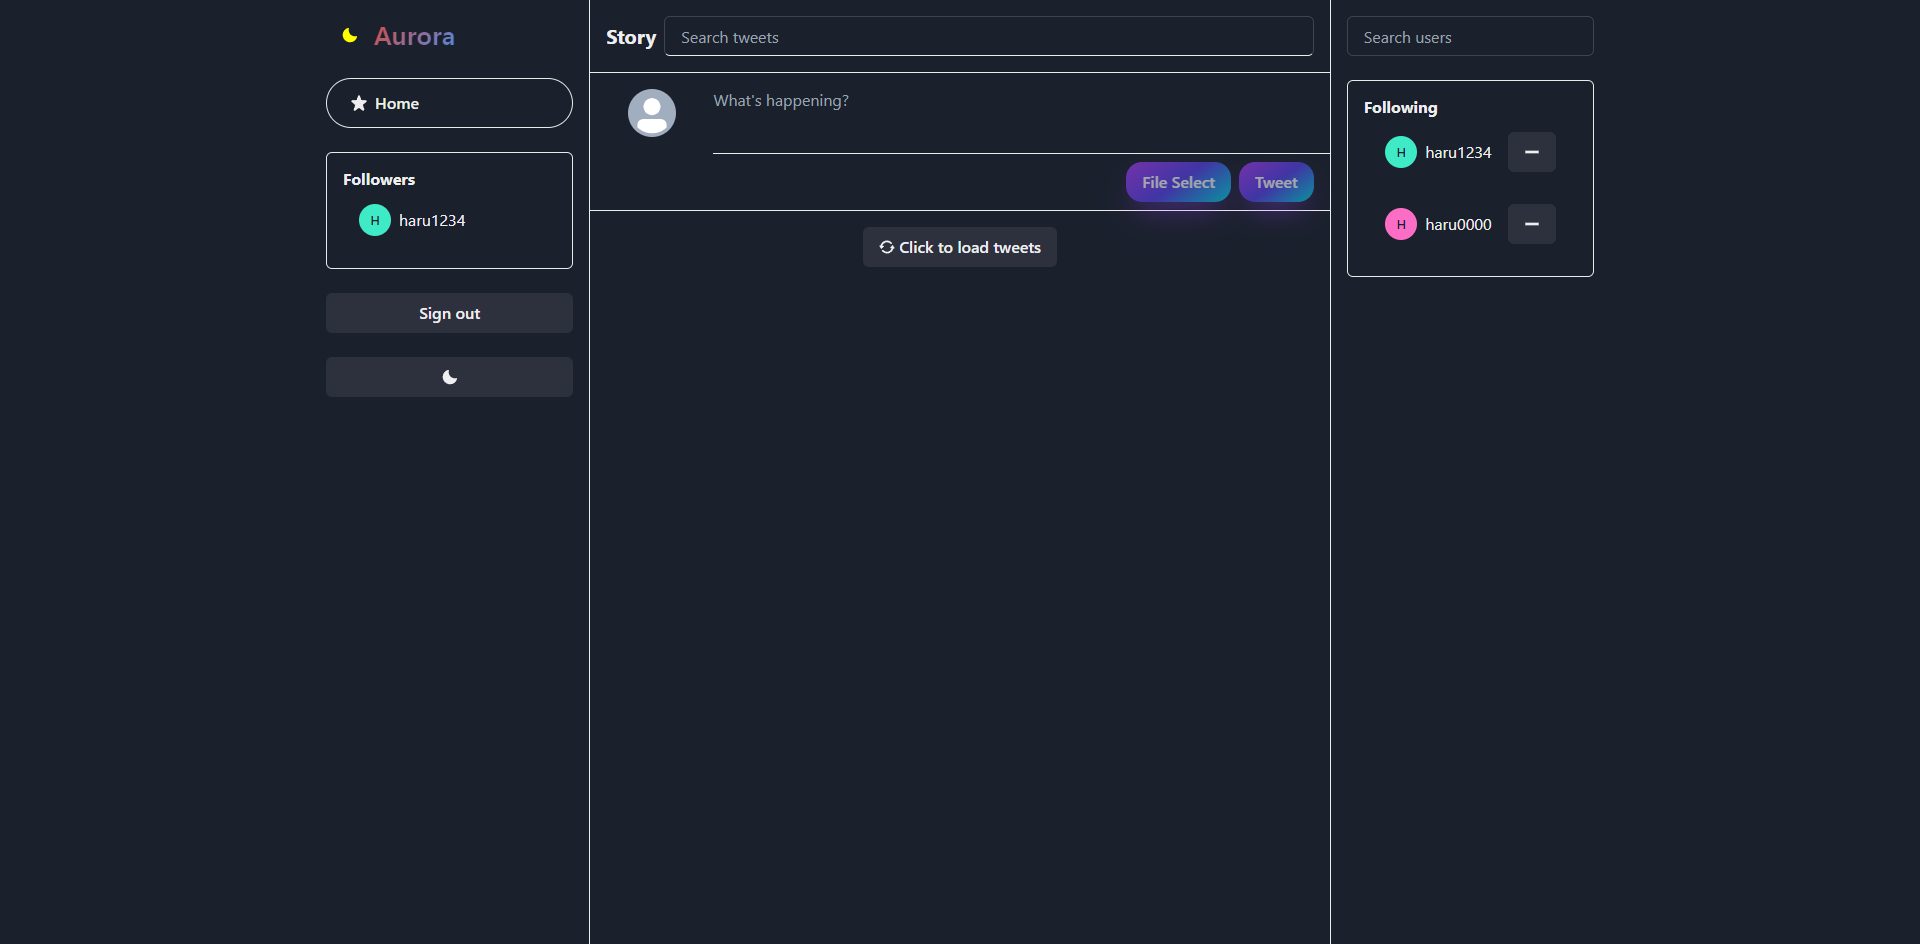 Aurora
Home
Followers
H haru1234
Sign out
Story
Search tweets
What's happening?
File Select
Tweet
Click to load tweets
Search users
Following
H haru1234
H haru0000